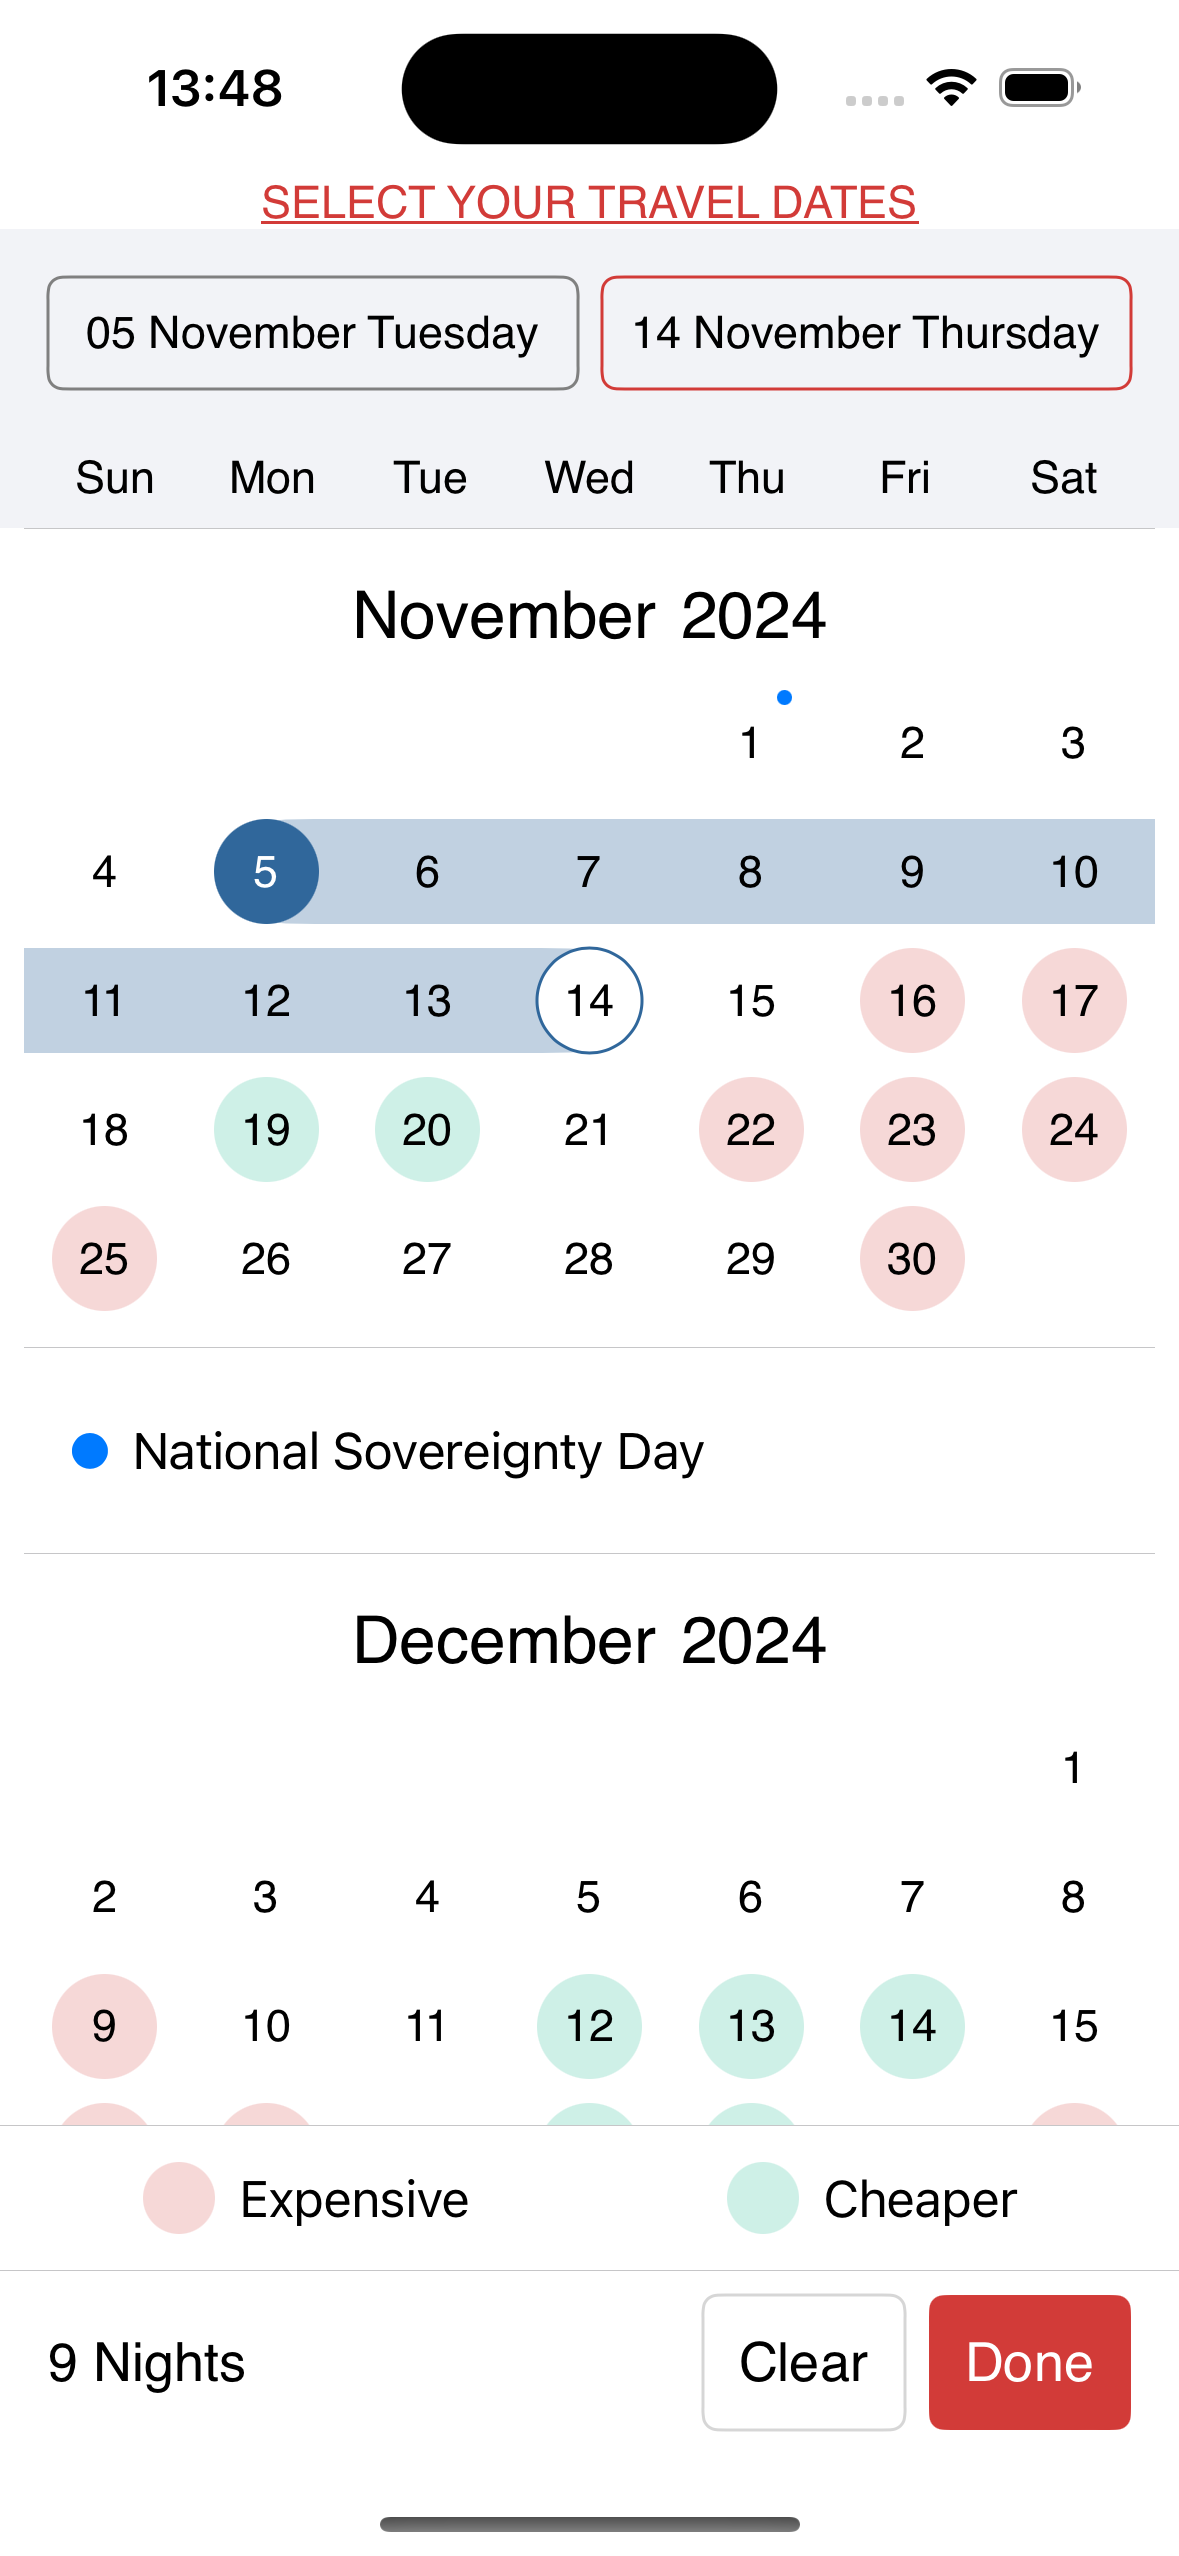 13:48
SELECT YOUR TRAVEL DATES
05 November Tuesday 14 November Thursday
Sun Mon Tue Wed Thu Fri Sat
November 2024
1 2 3
4 5 6 7 8 9 10
11 12 13 14 15 16 17
18 19 20 21 22 23 24
25 26 27 28 29 30
National Sovereignty Day
December 2024
1
2 3 4 5 6 7 8
9 10 11 12 13 14 15
Expensive Cheaper
9 Nights Clear Done